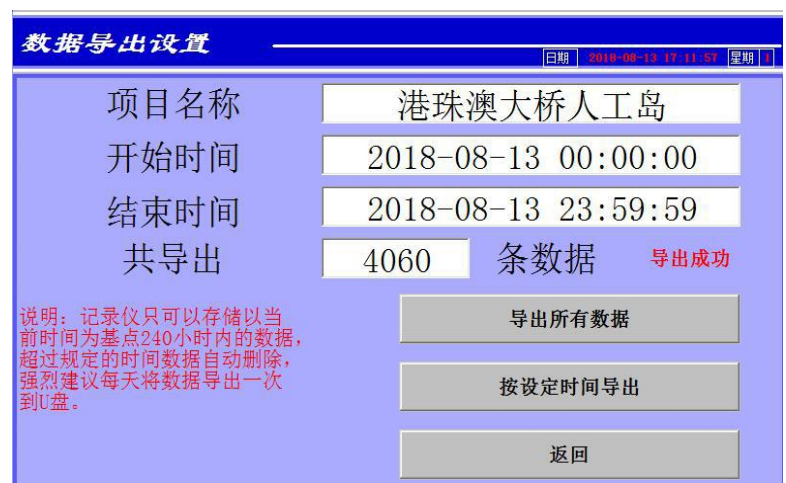 数据导出设置
日期 2018-08-13 17:11:57 星期 1
项目名称 港珠澳大桥人工岛
开始时间 2018-08-13 00:00:00
结束时间 2018-08-13 23:59:59
共导出 4060 条数据 导出成功
说明：记录仪只可以存储以当
前时间为基点240小时内的数据，
超过规定的时间数据自动删除，
强烈建议每天将数据导出一次
到U盘。
导出所有数据
按设定时间导出
返回